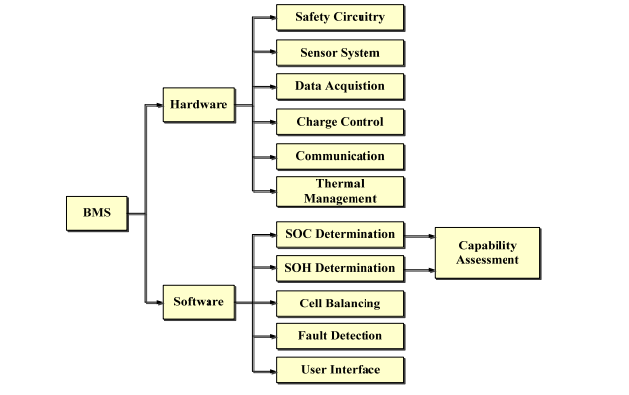 Safety Circuitry
Sensor System
Data Acquistion
Hardware
Charge Control
Communication
Thermal
Management
BMS
SOC Determination
Capability
Assessment
SOH Determination
Software
Cell Balancing
Fault Detection
User Interface